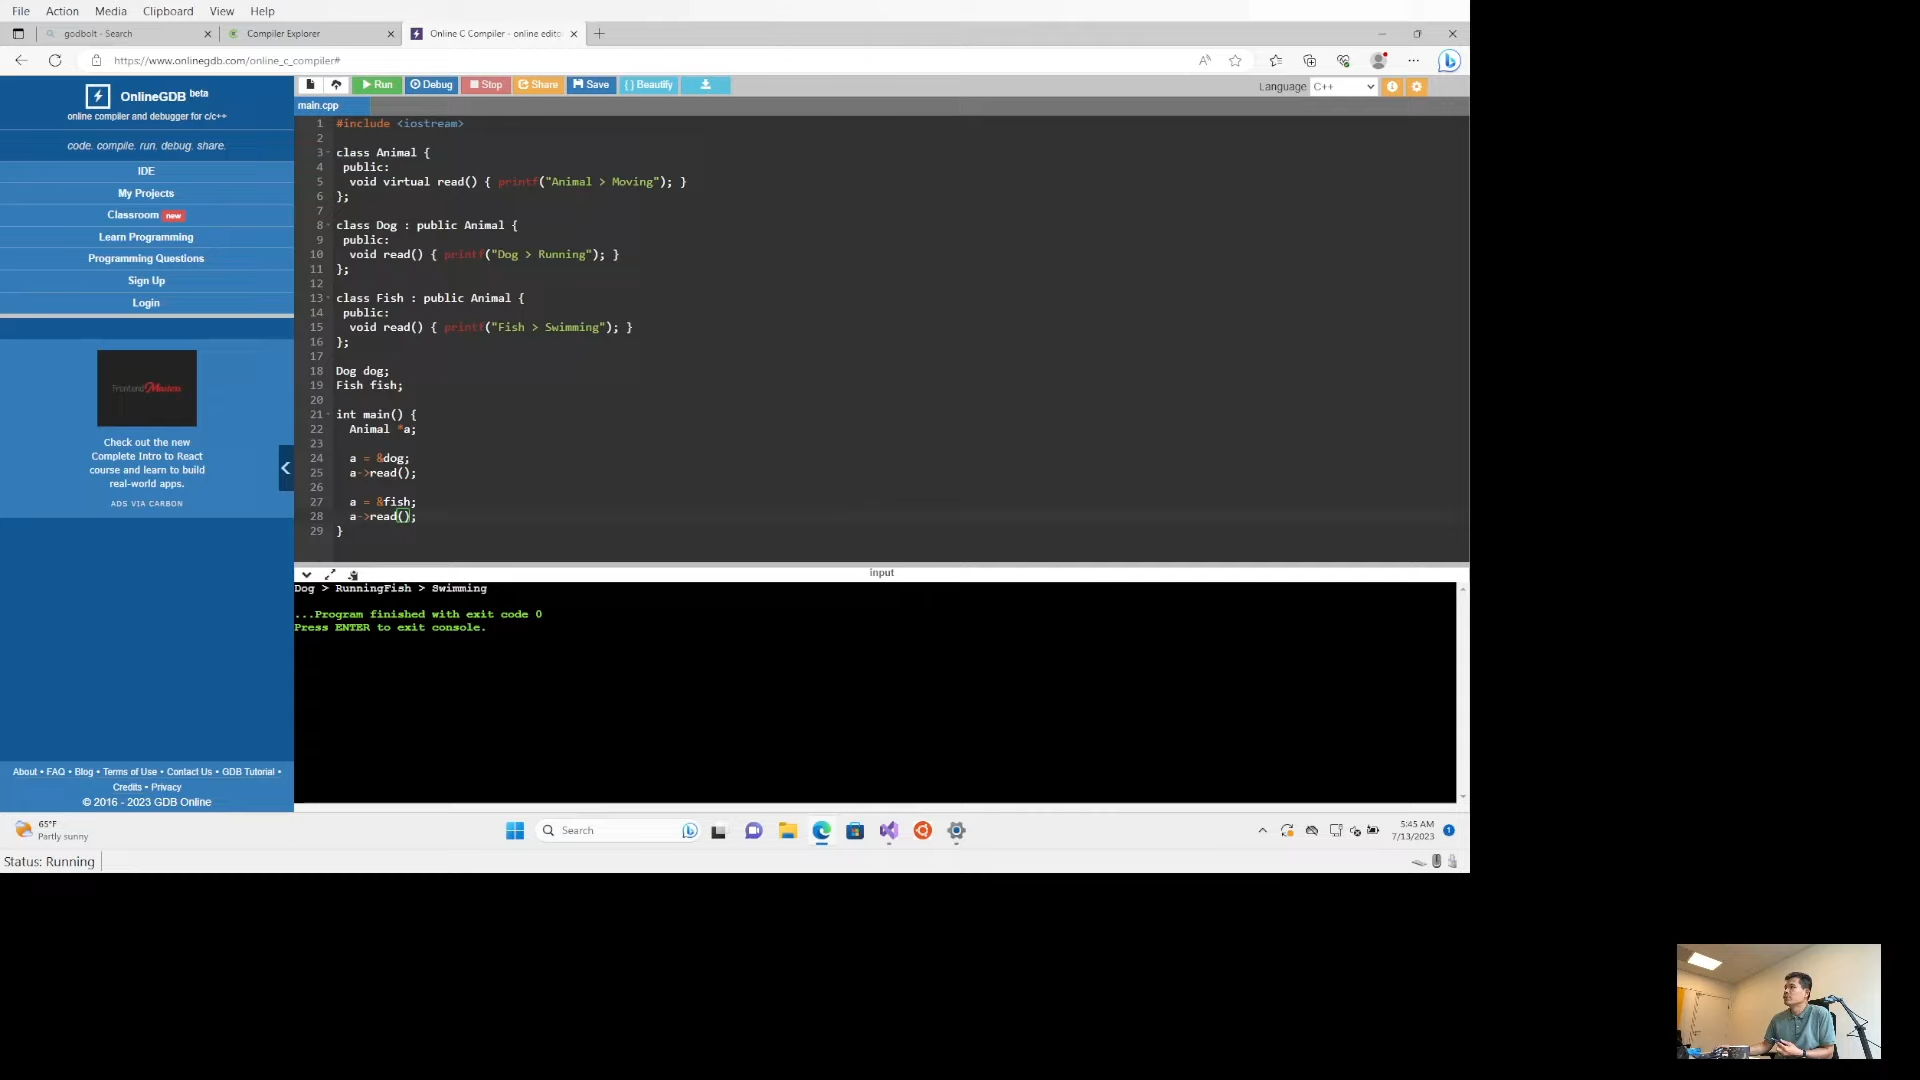 File Action Media Clipboard View Help
godbolt - Search
Compiler Explorer
Online C Compiler - online edito
https://www.onlinegdb.com/online_c_compiler#
OnlineGDB beta
online compiler and debugger for c/c++
code. compile. run. debug. share.
IDE
My Projects
Classroom new
Learn Programming
Programming Questions
Sign Up
Login
Frontend Masters
Check out the new
Complete Intro to React
course and learn to build
real-world apps.
ADS VIA CARBON
About • FAQ • Blog • Terms of Use • Contact Us • GDB Tutorial •
Credits • Privacy
© 2016 - 2023 GDB Online
Run Debug Stop Share Save {} Beautify
Language C++
main.cpp
1 #include <iostream>
2
3 class Animal {
4 public:
5 void virtual read() { printf("Animal > Moving"); }
6 };
7
8 class Dog : public Animal {
9 public:
10 void read() { printf("Dog > Running"); }
11 };
12
13 class Fish : public Animal {
14 public:
15 void read() { printf("Fish > Swimming"); }
16 };
17
18 Dog dog;
19 Fish fish;
20
21 int main() {
22 Animal *a;
23
24 a = &dog;
25 a->read();
26
27 a = &fish;
28 a->read();
29 }
input
Dog > RunningFish > Swimming
...Program finished with exit code 0
Press ENTER to exit console.
65°F
Partly sunny
Search
5:45 AM
7/13/2023
1
Status: Running